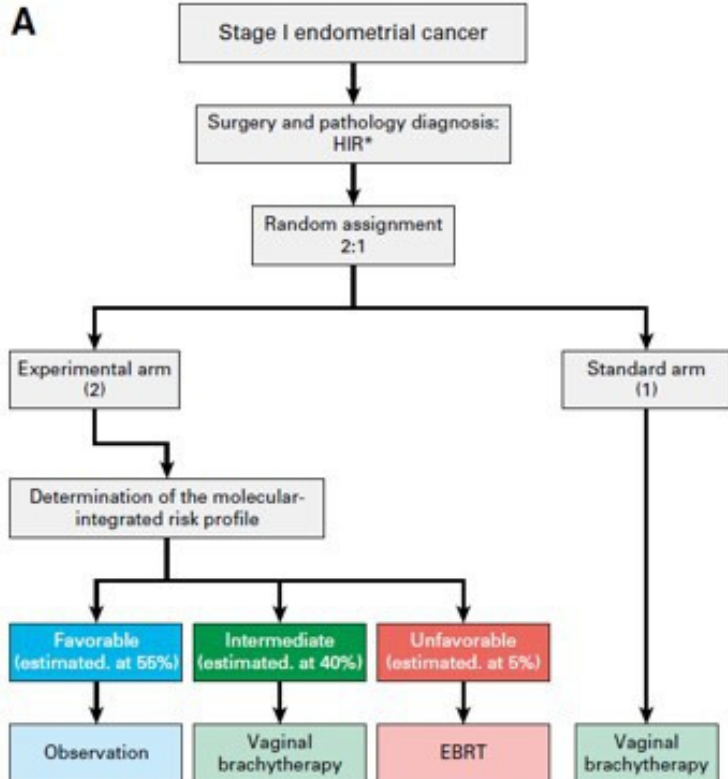 A
Stage I endometrial cancer
Surgery and pathology diagnosis:
HIR*
Random assignment
2:1
Experimental arm
(2)
Standard arm
(1)
Determination of the molecular-
integrated risk profile
Favorable
(estimated. at 55%)
Intermediate
(estimated. at 40%)
Unfavorable
(estimated. at 5%)
Observation
Vaginal
brachytherapy
EBRT
Vaginal
brachytherapy